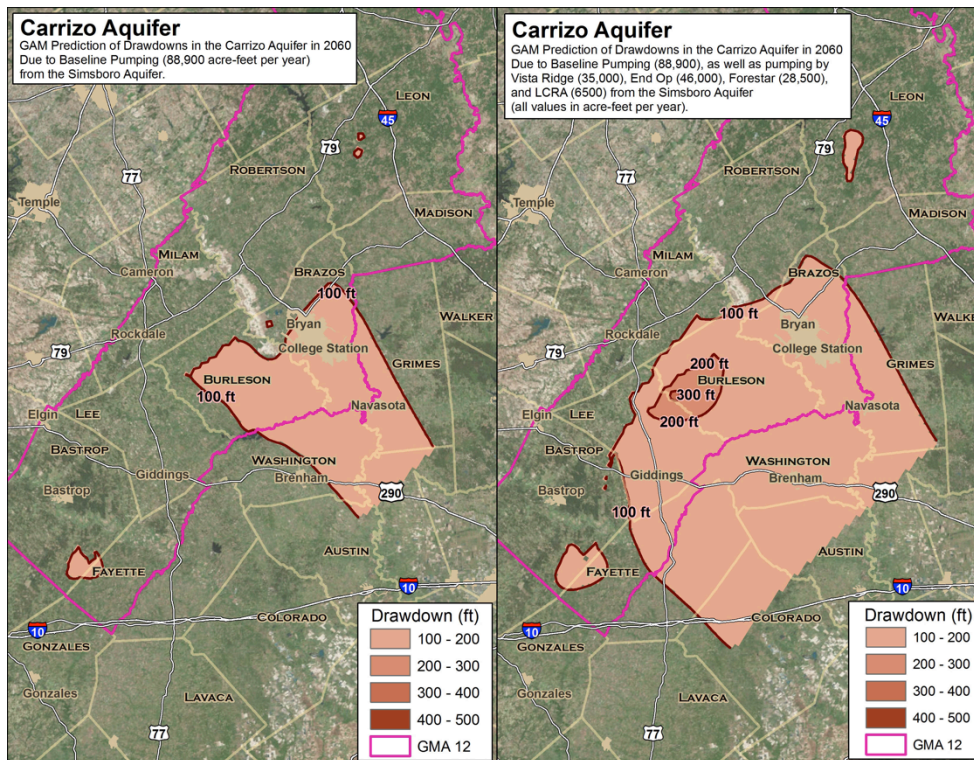 Carrizo Aquifer
GAM Prediction of Drawdowns in the Carrizo Aquifer in 2060
Due to Baseline Pumping (88,900 acre-feet per year)
from the Simsboro Aquifer.
LEON
45
79
77
ROBERTSON
Temple
MADISON
MILAM
Cameron
BRAZOS
100 ft
WALKER
Rockdale
Bryan
College Station
79
GRIMES
BURLESON
100 ft
Navasota
Elgin
LEE
BASTROP
WASHINGTON
Giddings
Brenham
Bastrop
290
AUSTIN
FAYETTE
10
COLORADO
10
GONZALES
Gonzales
LAVACA
77
Drawdown (ft)
100 - 200
200 - 300
300 - 400
400 - 500
GMA 12
Carrizo Aquifer
GAM Prediction of Drawdowns in the Carrizo Aquifer in 2060
Due to Baseline Pumping (88,900), as well as pumping by
Vista Ridge (35,000), End Op (46,000), Forestar (28,500),
and LCRA (6500) from the Simsboro Aquifer
(all values in acre-feet per year).
LEON
45
79
77
ROBERTSON
Temple
MADISON
MILAM
Cameron
BRAZOS
100 ft
WALKER
Rockdale
Bryan
College Station
79
200 ft
GRIMES
BURLESON
300 ft
Navasota
200 ft
Elgin
LEE
BASTROP
WASHINGTON
Giddings
Brenham
Bastrop
290
100 ft
AUSTIN
FAYETTE
10
COLORADO
10
GONZALES
Gonzales
LAVACA
77
Drawdown (ft)
100 - 200
200 - 300
300 - 400
400 - 500
GMA 12